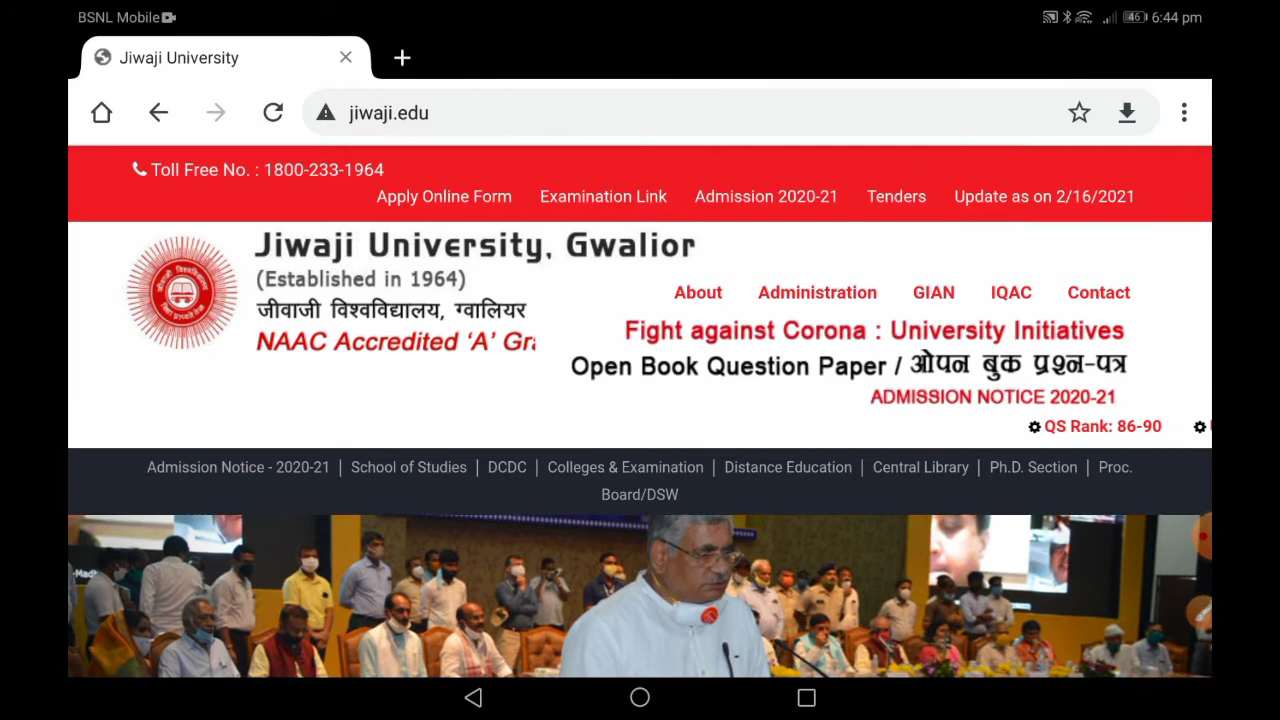 BSNL Mobile
46 6:44 pm
Jiwaji University
jiwaji.edu
Toll Free No. : 1800-233-1964
Apply Online Form Examination Link Admission 2020-21 Tenders Update as on 2/16/2021
Jiwaji University, Gwalior
(Established in 1964)
जीवाजी विश्वविद्यालय, ग्वालियर
NAAC Accredited ‘A’
About Administration GIAN IQAC Contact
Fight against Corona : University Initiatives
Open Book Question Paper / ओपन बुक प्रश्न-पत्र
ADMISSION NOTICE 2020-21
QS Rank: 86-90
Admission Notice - 2020-21 | School of Studies | DCDC | Colleges & Examination | Distance Education | Central Library | Ph.D. Section | Proc.
Board/DSW